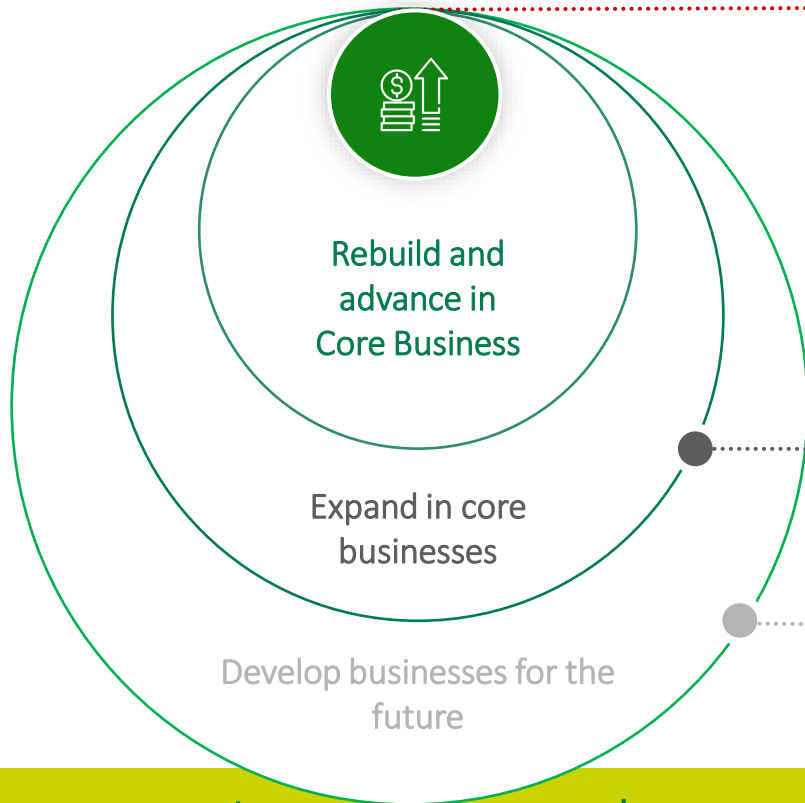 $
Rebuild and
advance in
Core Business
Expand in core
businesses
Develop businesses for the
future